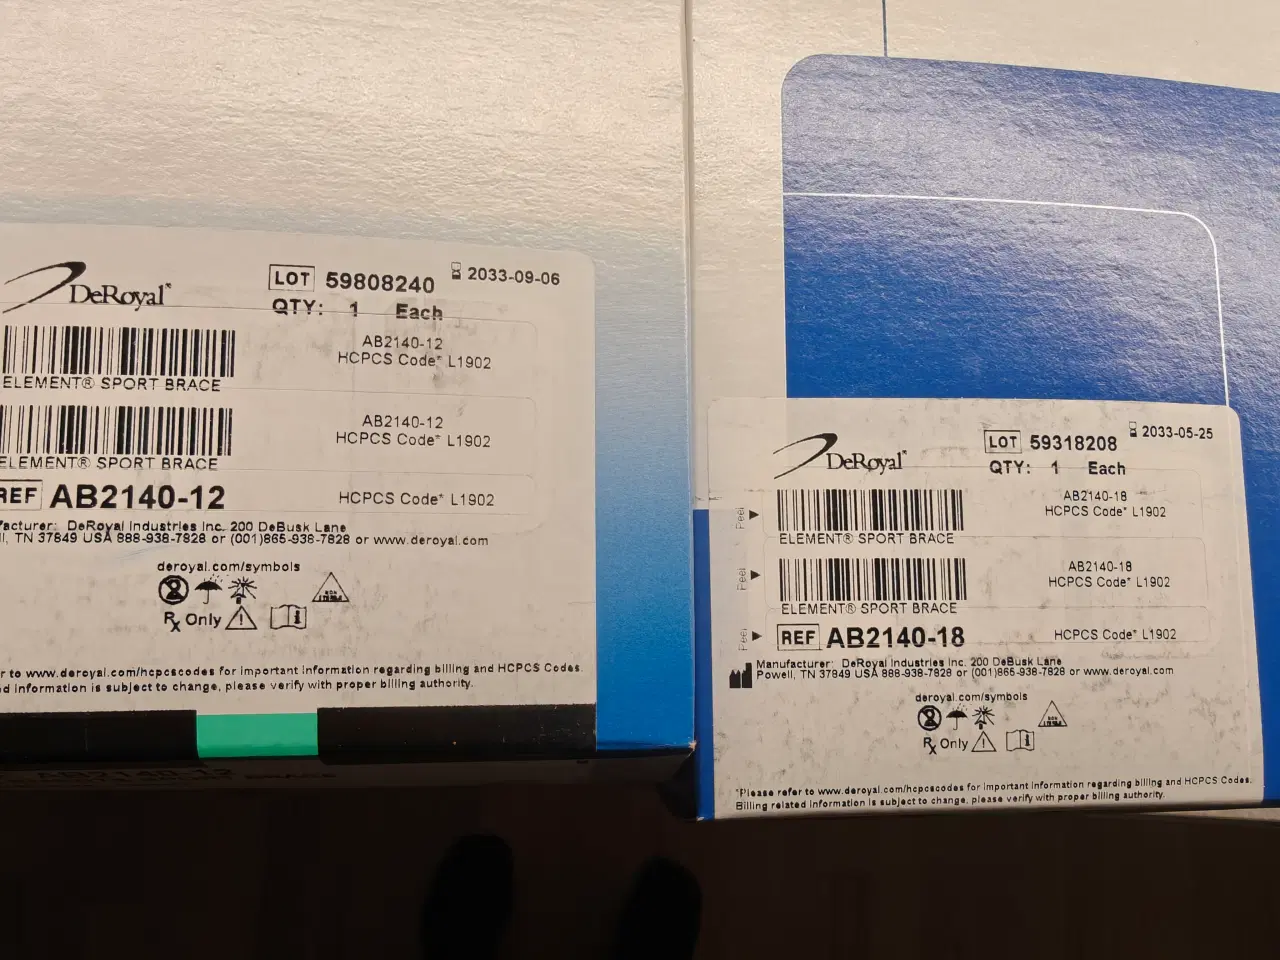 DeRoyal®
LOT 59808240
2033-09-06
QTY: 1 Each
AB2140-12
HCPCS Code* L1902
ELEMENT® SPORT BRACE
AB2140-12
HCPCS Code* L1902
ELEMENT® SPORT BRACE
REF AB2140-12
HCPCS Code* L1902
facturer: DeRoyal Industries Inc. 200 DeBusk Lane
ll, TN 37849 USA 888-938-7828 or (001)865-938-7828 or www.deroyal.com
deroyal.com/symbols
Rx Only
r to www.deroyal.com/hcpcscodes for important information regarding billing and HCPCS Codes.
d information is subject to change, please verify with proper billing authority.
AB2140-12
DeRoyal®
LOT 59318208
2033-05-25
QTY: 1 Each
Peel
AB2140-18
HCPCS Code* L1902
ELEMENT® SPORT BRACE
Peel
AB2140-18
HCPCS Code* L1902
ELEMENT® SPORT BRACE
Peel
REF AB2140-18
HCPCS Code* L1902
Manufacturer: DeRoyal Industries Inc. 200 DeBusk Lane
Powell, TN 37849 USA 888-938-7828 or (001)865-938-7828 or www.deroyal.com
deroyal.com/symbols
Rx Only
*Please refer to www.deroyal.com/hcpcscodes for important information regarding billing and HCPCS Codes.
Billing related information is subject to change, please verify with proper billing authority.